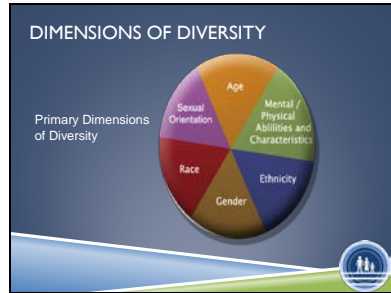 DIMENSIONS OF DIVERSITY
Primary Dimensions
of Diversity
Age
Mental /
Physical
Abilities and
Characteristics
Ethnicity
Gender
Race
Sexual
Orientation